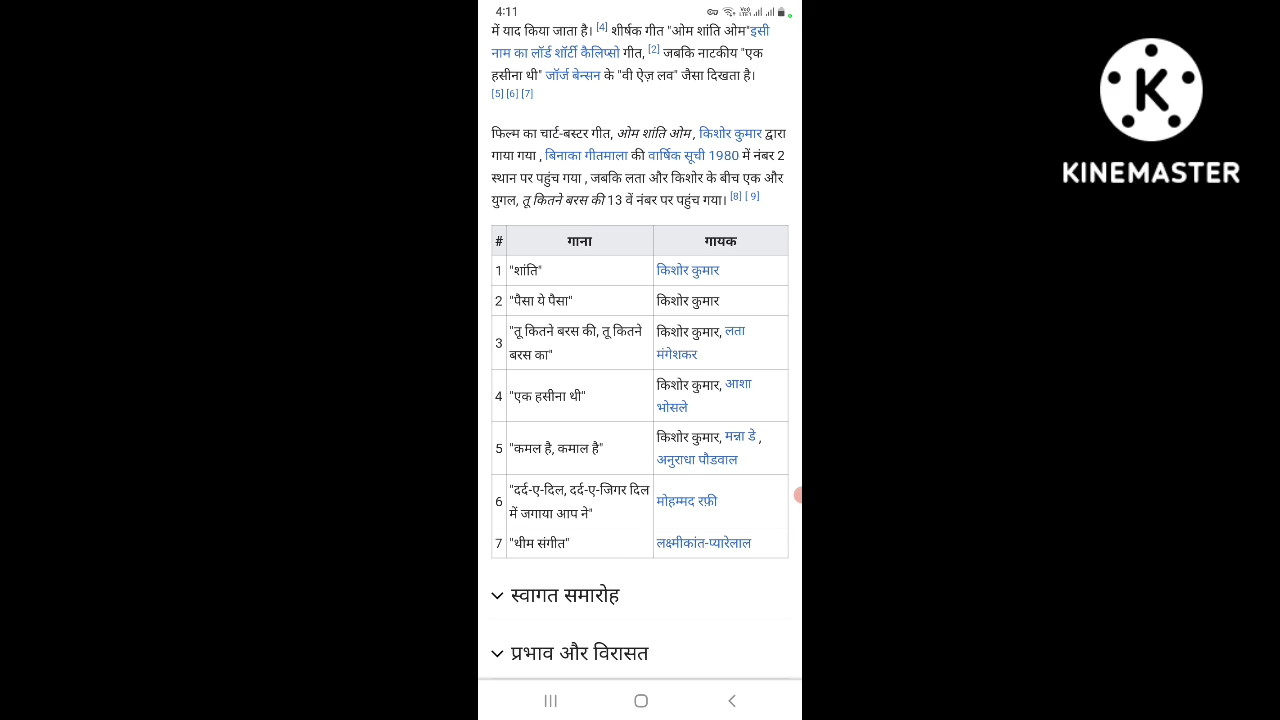 4:11
में याद किया जाता है। [4] शीर्षक गीत "ओम शांति ओम"इसी
नाम का लॉर्ड शॉर्टी कैलिप्सो गीत, [2] जबकि नाटकीय "एक
हसीना थी" जॉर्ज बेन्सन के "वी ऐज़ लव" जैसा दिखता है।
[5] [6] [7]
फिल्म का चार्ट-बस्टर गीत, ओम शांति ओम , किशोर कुमार द्वारा
गाया गया , बिनाका गीतमाला की वार्षिक सूची 1980 में नंबर 2
स्थान पर पहुंच गया , जबकि लता और किशोर के बीच एक और
युगल, तू कितने बरस की 13 वें नंबर पर पहुंच गया। [8] [ 9]
# गाना गायक
1 "शांति" किशोर कुमार
2 "पैसा ये पैसा" किशोर कुमार
3 "तू कितने बरस की, तू कितने बरस का" किशोर कुमार, लता मंगेशकर
4 "एक हसीना थी" किशोर कुमार, आशा भोसले
5 "कमल है, कमाल है" किशोर कुमार, मन्ना डे , अनुराधा पौडवाल
6 "दर्द-ए-दिल, दर्द-ए-जिगर दिल में जगाया आप ने" मोहम्मद रफ़ी
7 "थीम संगीत" लक्ष्मीकांत-प्यारेलाल
स्वागत समारोह
प्रभाव और विरासत
K
KINEMASTER